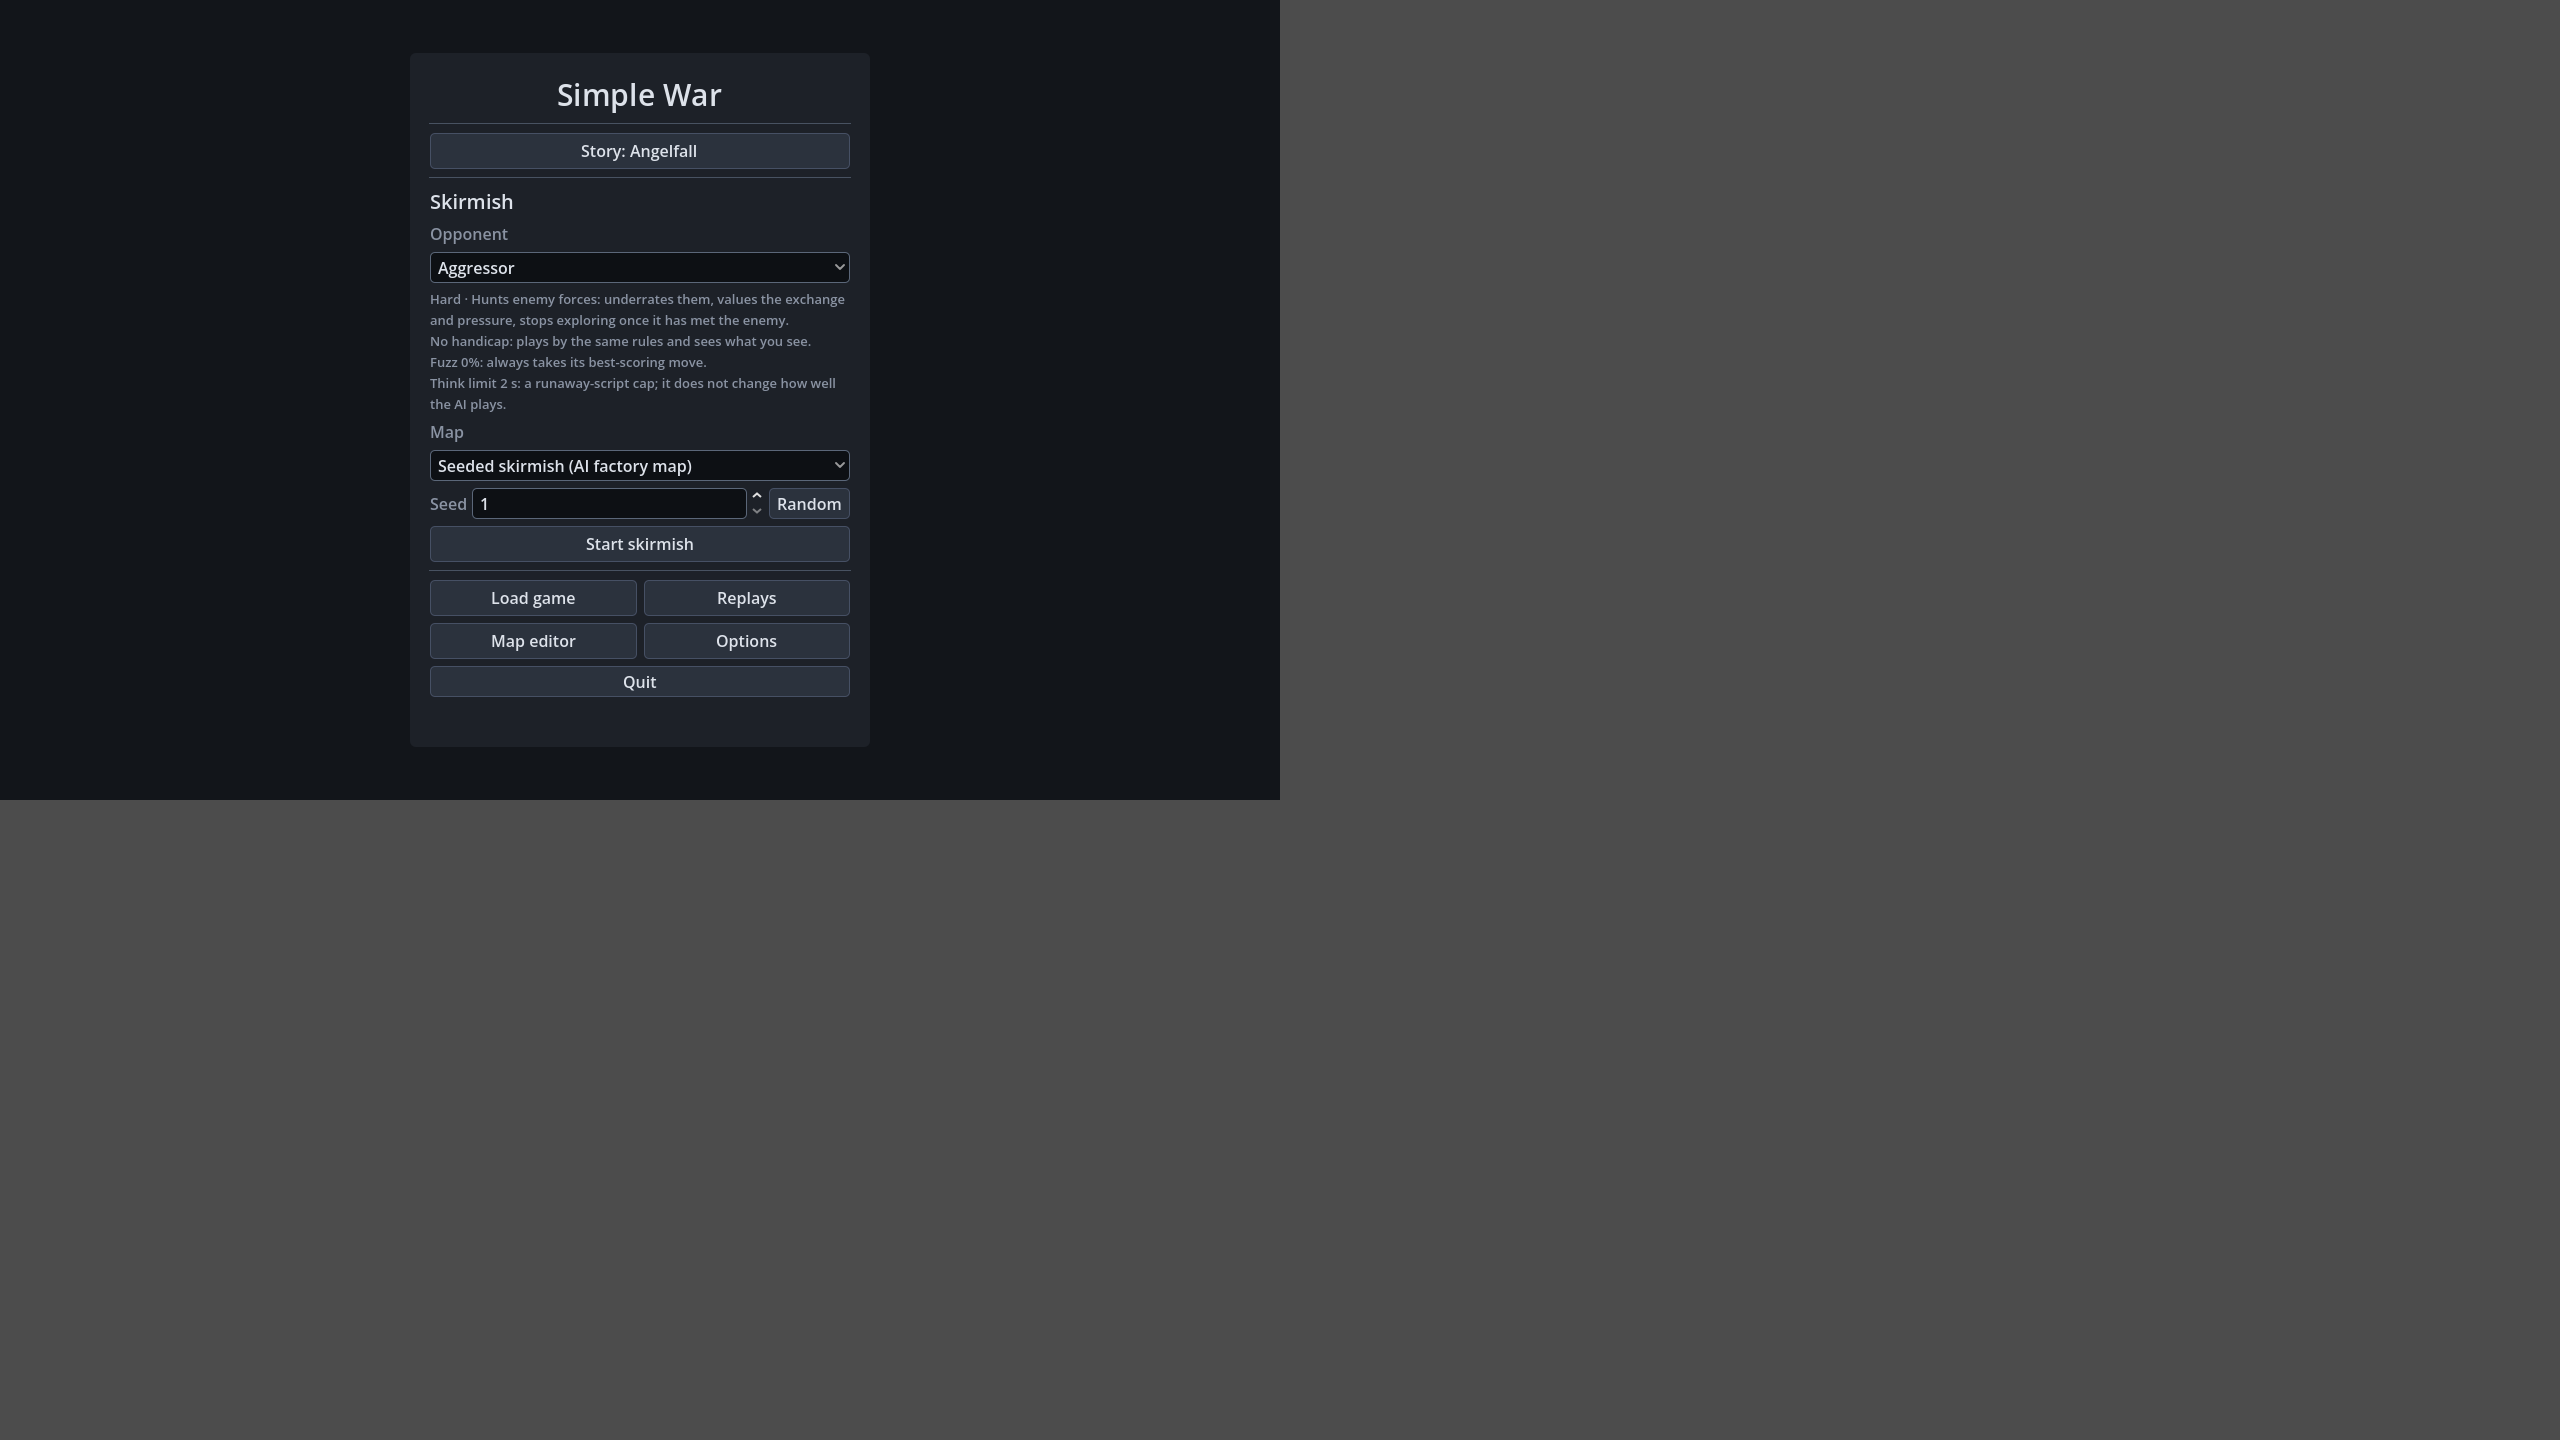 Simple War
Story: Angelfall
Skirmish
Opponent
Aggressor
Hard · Hunts enemy forces: underrates them, values the exchange
and pressure, stops exploring once it has met the enemy.
No handicap: plays by the same rules and sees what you see.
Fuzz 0%: always takes its best-scoring move.
Think limit 2 s: a runaway-script cap; it does not change how well
the AI plays.
Map
Seeded skirmish (AI factory map)
Seed 1 Random
Start skirmish
Load game Replays
Map editor Options
Quit